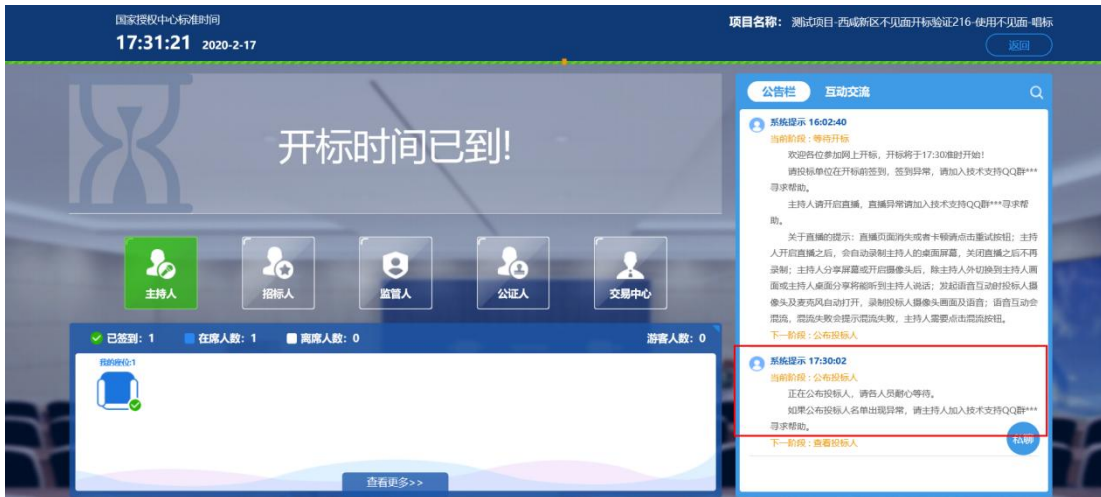 国家授权中心标准时间
17:31:21 2020-2-17
项目名称： 测试项目-西咸新区不见面开标验证216-使用不见面-唱标
返回
开标时间已到!
主持人
招标人
监管人
公证人
交易中心
已签到：1 在席人数：1 离席人数：0 游客人数：0
我的座位:1
查看更多>>
公告栏 互动交流
系统提示 16:02:40
当前阶段：等待开标
欢迎各位参加网上开标，开标将于17:30准时开始!
请投标单位在开标前签到，签到异常，请加入技术支持QQ群***
寻求帮助。
主持人请开启直播，直播异常请加入技术支持QQ群***寻求帮
助。
关于直播的提示：直播页面消失或者卡顿请点击重试按钮；主持
人开启直播之后，会自动录制主持人的桌面屏幕，关闭直播之后不再
录制；主持人分享屏幕或开启摄像头后，除主持人外切换到主持人画
面或主持人桌面分享将能听到主持人说话；发起语音互动时投标人摄
像头及麦克风自动打开，录制投标人摄像头画面及语音；语音互动会
混流，混流失败会提示混流失败，主持人需要点击混流按钮。
下一阶段：公布投标人
系统提示 17:30:02
当前阶段：公布投标人
正在公布投标人，请各人员耐心等待。
如果公布投标人名单出现异常，请主持人加入技术支持QQ群***
寻求帮助。
下一阶段：查看投标人
私聊